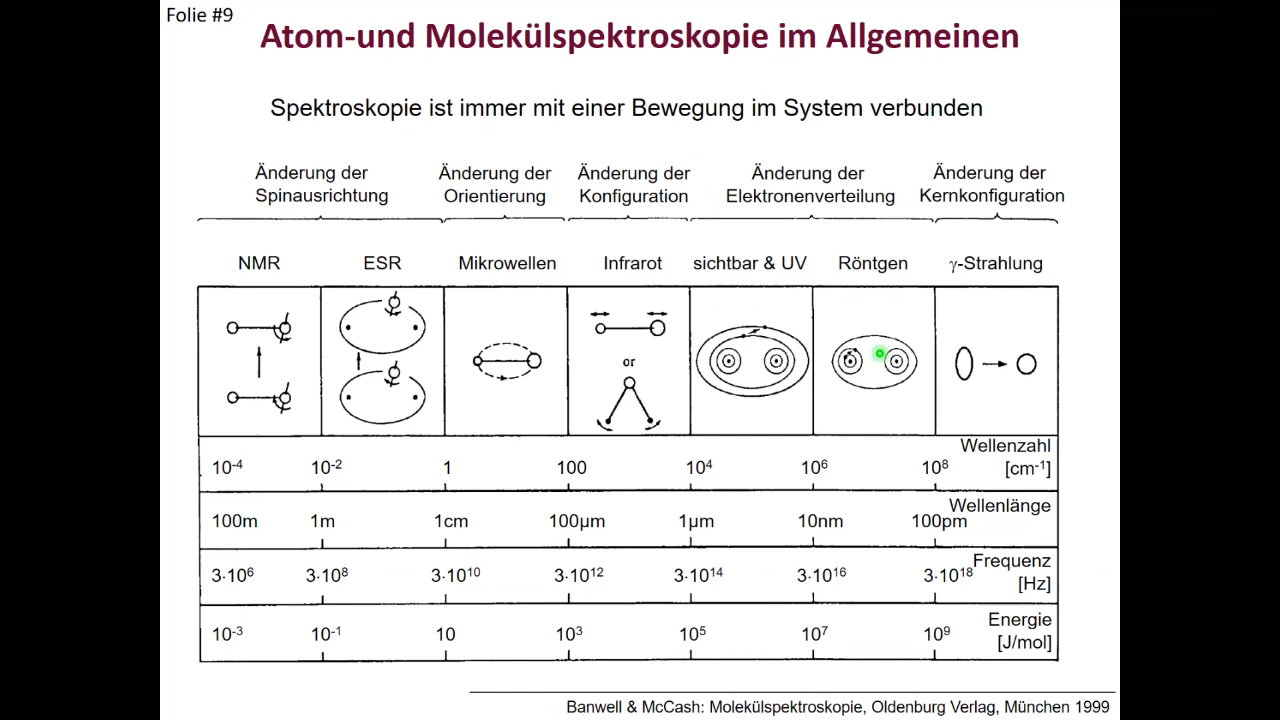 Folie #9
Atom-und Molekülspektroskopie im Allgemeinen
Spektroskopie ist immer mit einer Bewegung im System verbunden
Änderung der Spinausrichtung
Änderung der Orientierung
Änderung der Konfiguration
Änderung der Elektronenverteilung
Änderung der Kernkonfiguration
NMR ESR Mikrowellen Infrarot sichtbar & UV Röntgen γ-Strahlung
or
Wellenzahl
10⁻⁴ 10⁻² 1 100 10⁴ 10⁶ 10⁸ [cm⁻¹]
Wellenlänge
100m 1m 1cm 100µm 1µm 10nm 100pm
Frequenz
3·10⁶ 3·10⁸ 3·10¹⁰ 3·10¹² 3·10¹⁴ 3·10¹⁶ 3·10¹⁸ [Hz]
Energie
10⁻³ 10⁻¹ 10 10³ 10⁵ 10⁷ 10⁹ [J/mol]
Banwell & McCash: Molekülspektroskopie, Oldenburg Verlag, München 1999